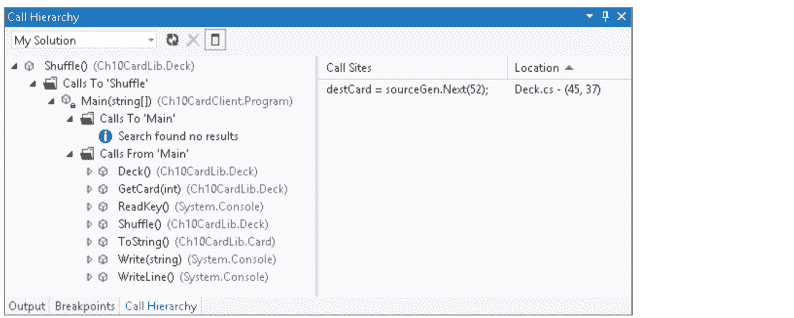 Call Hierarchy
My Solution
Shuffle() (Ch10CardLib.Deck)
Calls To 'Shuffle'
Main(string[]) (Ch10CardClient.Program)
Calls To 'Main'
Search found no results
Calls From 'Main'
Deck() (Ch10CardLib.Deck)
GetCard(int) (Ch10CardLib.Deck)
ReadKey() (System.Console)
Shuffle() (Ch10CardLib.Deck)
ToString() (Ch10CardLib.Card)
Write(string) (System.Console)
WriteLine() (System.Console)
Call Sites Location
destCard = sourceGen.Next(52); Deck.cs - (45, 37)
Output Breakpoints Call Hierarchy